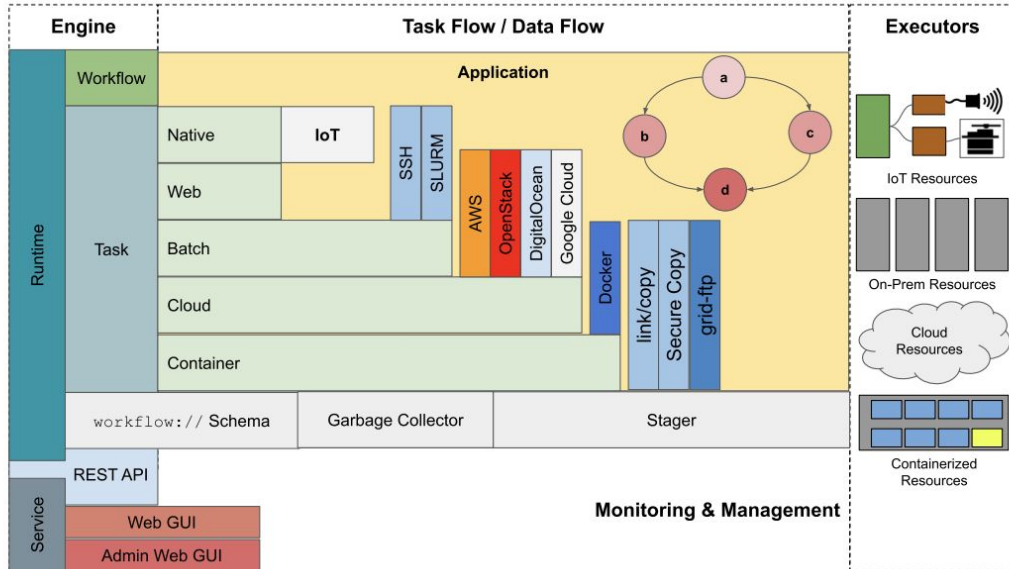 Engine
Task Flow / Data Flow
Executors
Runtime
Workflow
Application
Task
Native
IoT
Web
Batch
Cloud
Container
SSH
SLURM
AWS
OpenStack
DigitalOcean
Google Cloud
Docker
link/copy
Secure Copy
grid-ftp
a
b
c
d
IoT Resources
On-Prem Resources
Cloud
Resources
Containerized
Resources
workflow:// Schema
Garbage Collector
Stager
REST API
Service
Web GUI
Admin Web GUI
Monitoring & Management